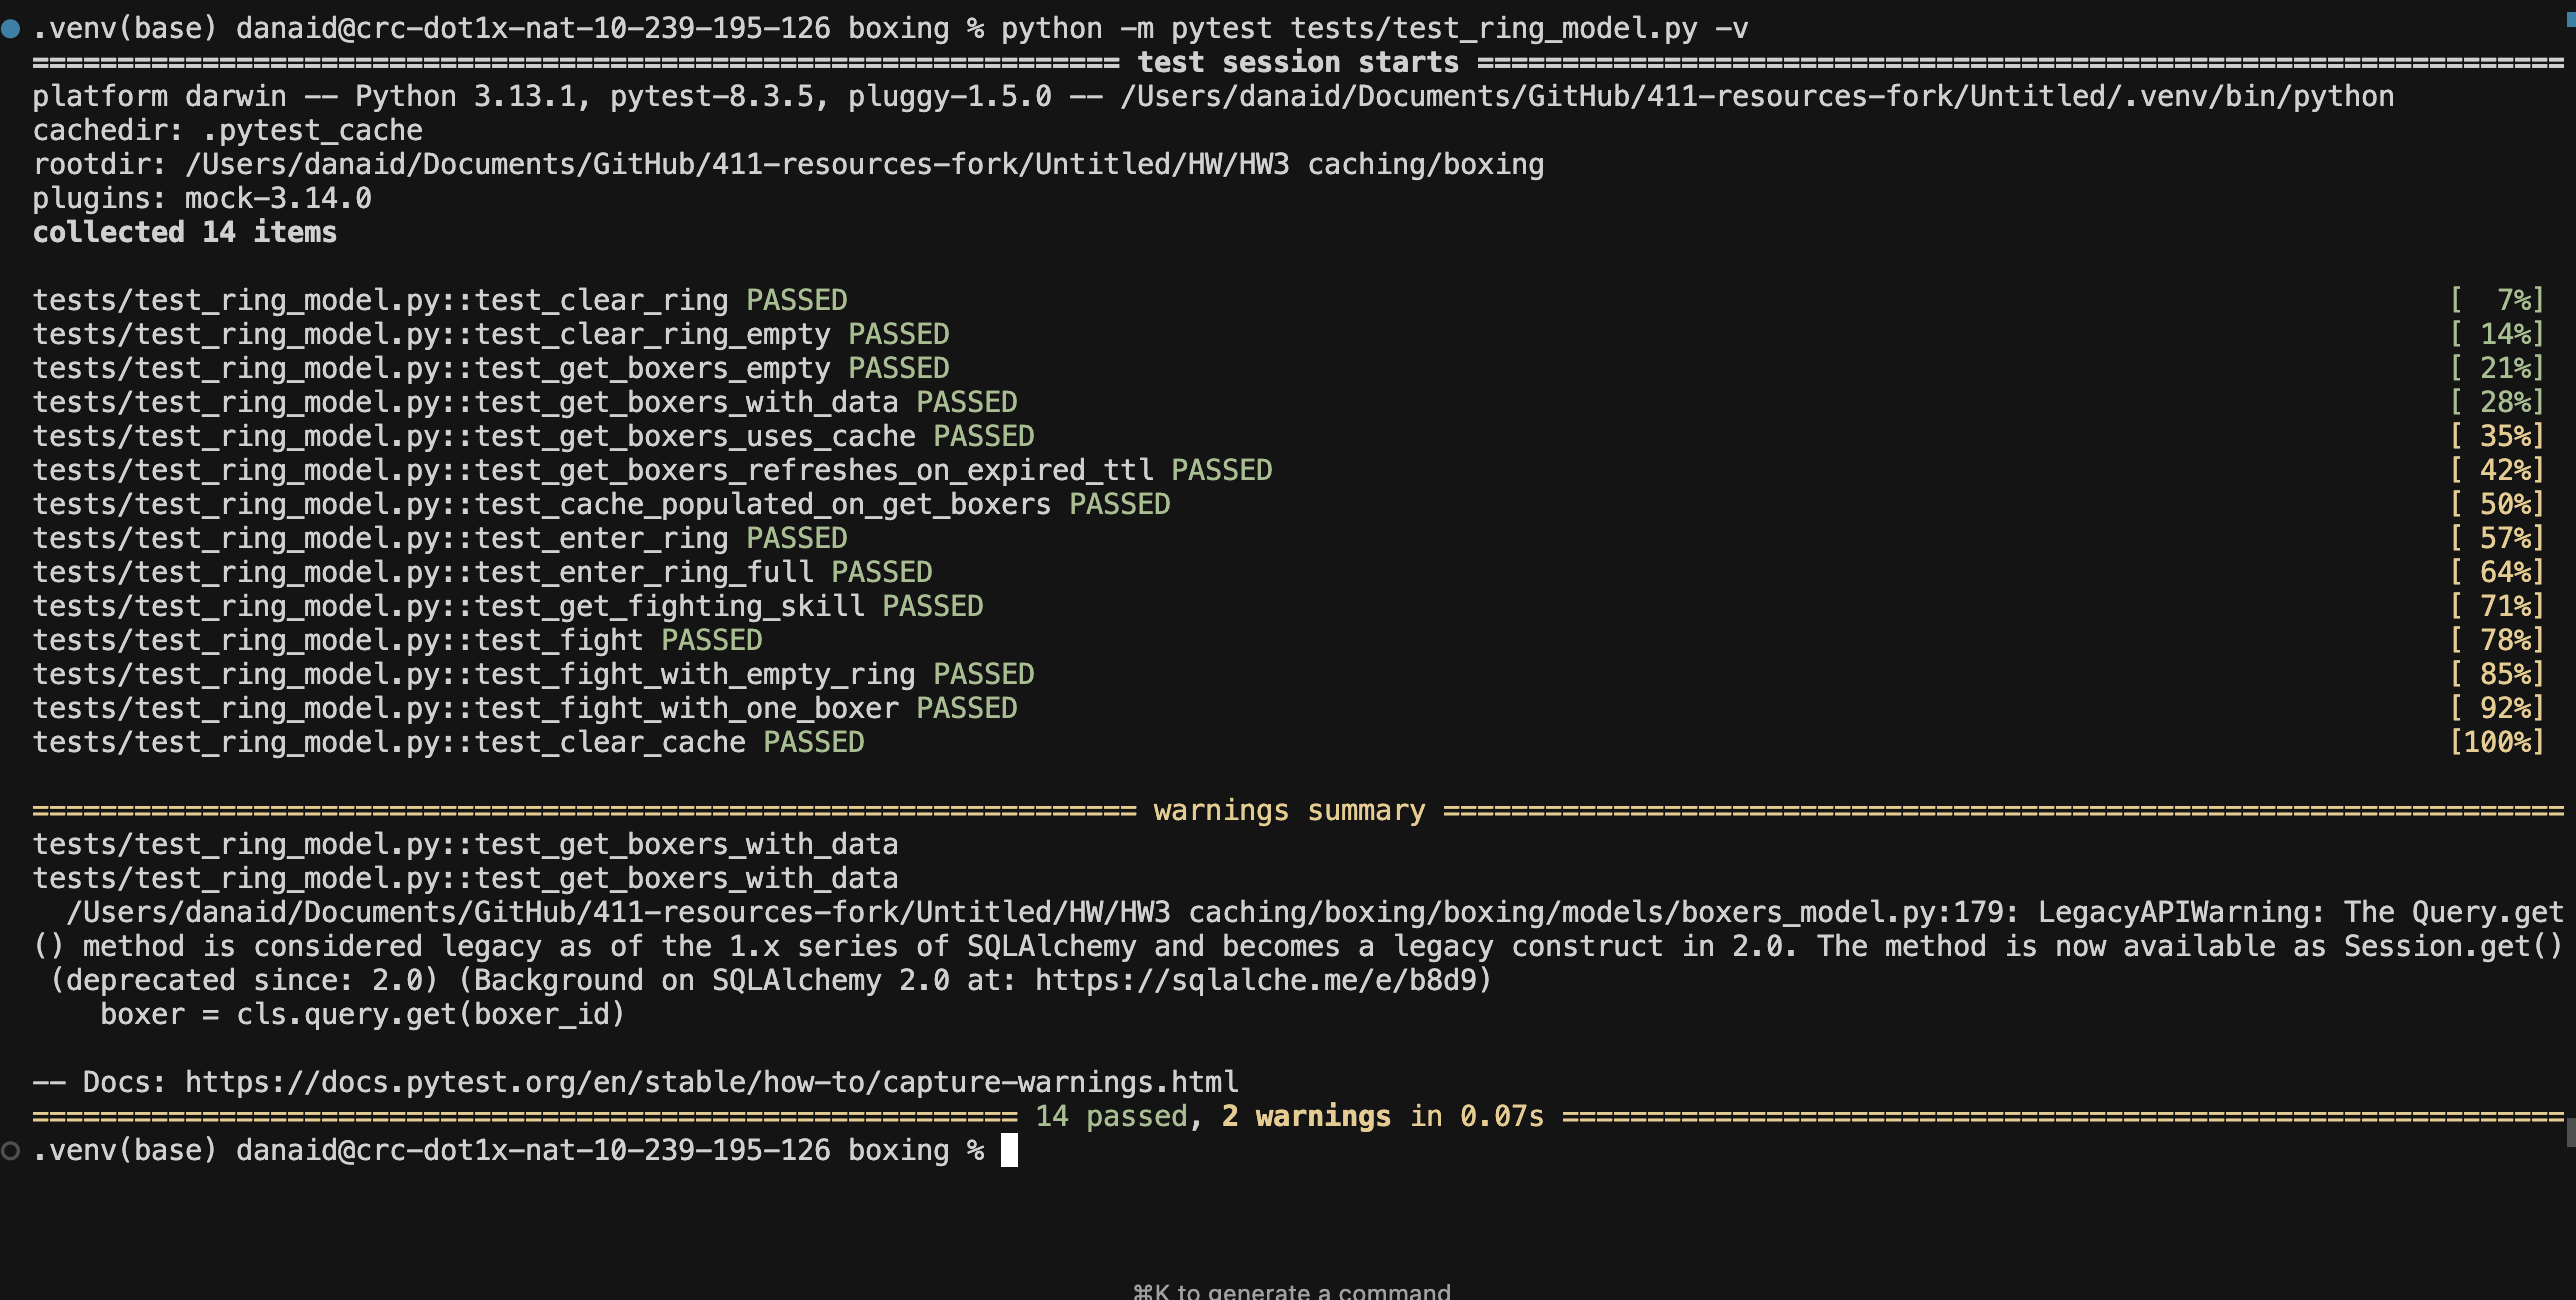 .venv(base) danaid@crc-dot1x-nat-10-239-195-126 boxing % python -m pytest tests/test_ring_model.py -v
================================================================ test session starts ================================================================
platform darwin -- Python 3.13.1, pytest-8.3.5, pluggy-1.5.0 -- /Users/danaid/Documents/GitHub/411-resources-fork/Untitled/.venv/bin/python
cachedir: .pytest_cache
rootdir: /Users/danaid/Documents/GitHub/411-resources-fork/Untitled/HW/HW3 caching/boxing
plugins: mock-3.14.0
collected 14 items
tests/test_ring_model.py::test_clear_ring PASSED [  7%]
tests/test_ring_model.py::test_clear_ring_empty PASSED [ 14%]
tests/test_ring_model.py::test_get_boxers_empty PASSED [ 21%]
tests/test_ring_model.py::test_get_boxers_with_data PASSED [ 28%]
tests/test_ring_model.py::test_get_boxers_uses_cache PASSED [ 35%]
tests/test_ring_model.py::test_get_boxers_refreshes_on_expired_ttl PASSED [ 42%]
tests/test_ring_model.py::test_cache_populated_on_get_boxers PASSED [ 50%]
tests/test_ring_model.py::test_enter_ring PASSED [ 57%]
tests/test_ring_model.py::test_enter_ring_full PASSED [ 64%]
tests/test_ring_model.py::test_get_fighting_skill PASSED [ 71%]
tests/test_ring_model.py::test_fight PASSED [ 78%]
tests/test_ring_model.py::test_fight_with_empty_ring PASSED [ 85%]
tests/test_ring_model.py::test_fight_with_one_boxer PASSED [ 92%]
tests/test_ring_model.py::test_clear_cache PASSED [100%]
================================================================= warnings summary ==================================================================
tests/test_ring_model.py::test_get_boxers_with_data
tests/test_ring_model.py::test_get_boxers_with_data
  /Users/danaid/Documents/GitHub/411-resources-fork/Untitled/HW/HW3 caching/boxing/boxing/models/boxers_model.py:179: LegacyAPIWarning: The Query.get
() method is considered legacy as of the 1.x series of SQLAlchemy and becomes a legacy construct in 2.0. The method is now available as Session.get()
 (deprecated since: 2.0) (Background on SQLAlchemy 2.0 at: https://sqlalche.me/e/b8d9)
    boxer = cls.query.get(boxer_id)
-- Docs: https://docs.pytest.org/en/stable/how-to/capture-warnings.html
========================================================== 14 passed, 2 warnings in 0.07s ===========================================================
.venv(base) danaid@crc-dot1x-nat-10-239-195-126 boxing %
⌘K to generate a command